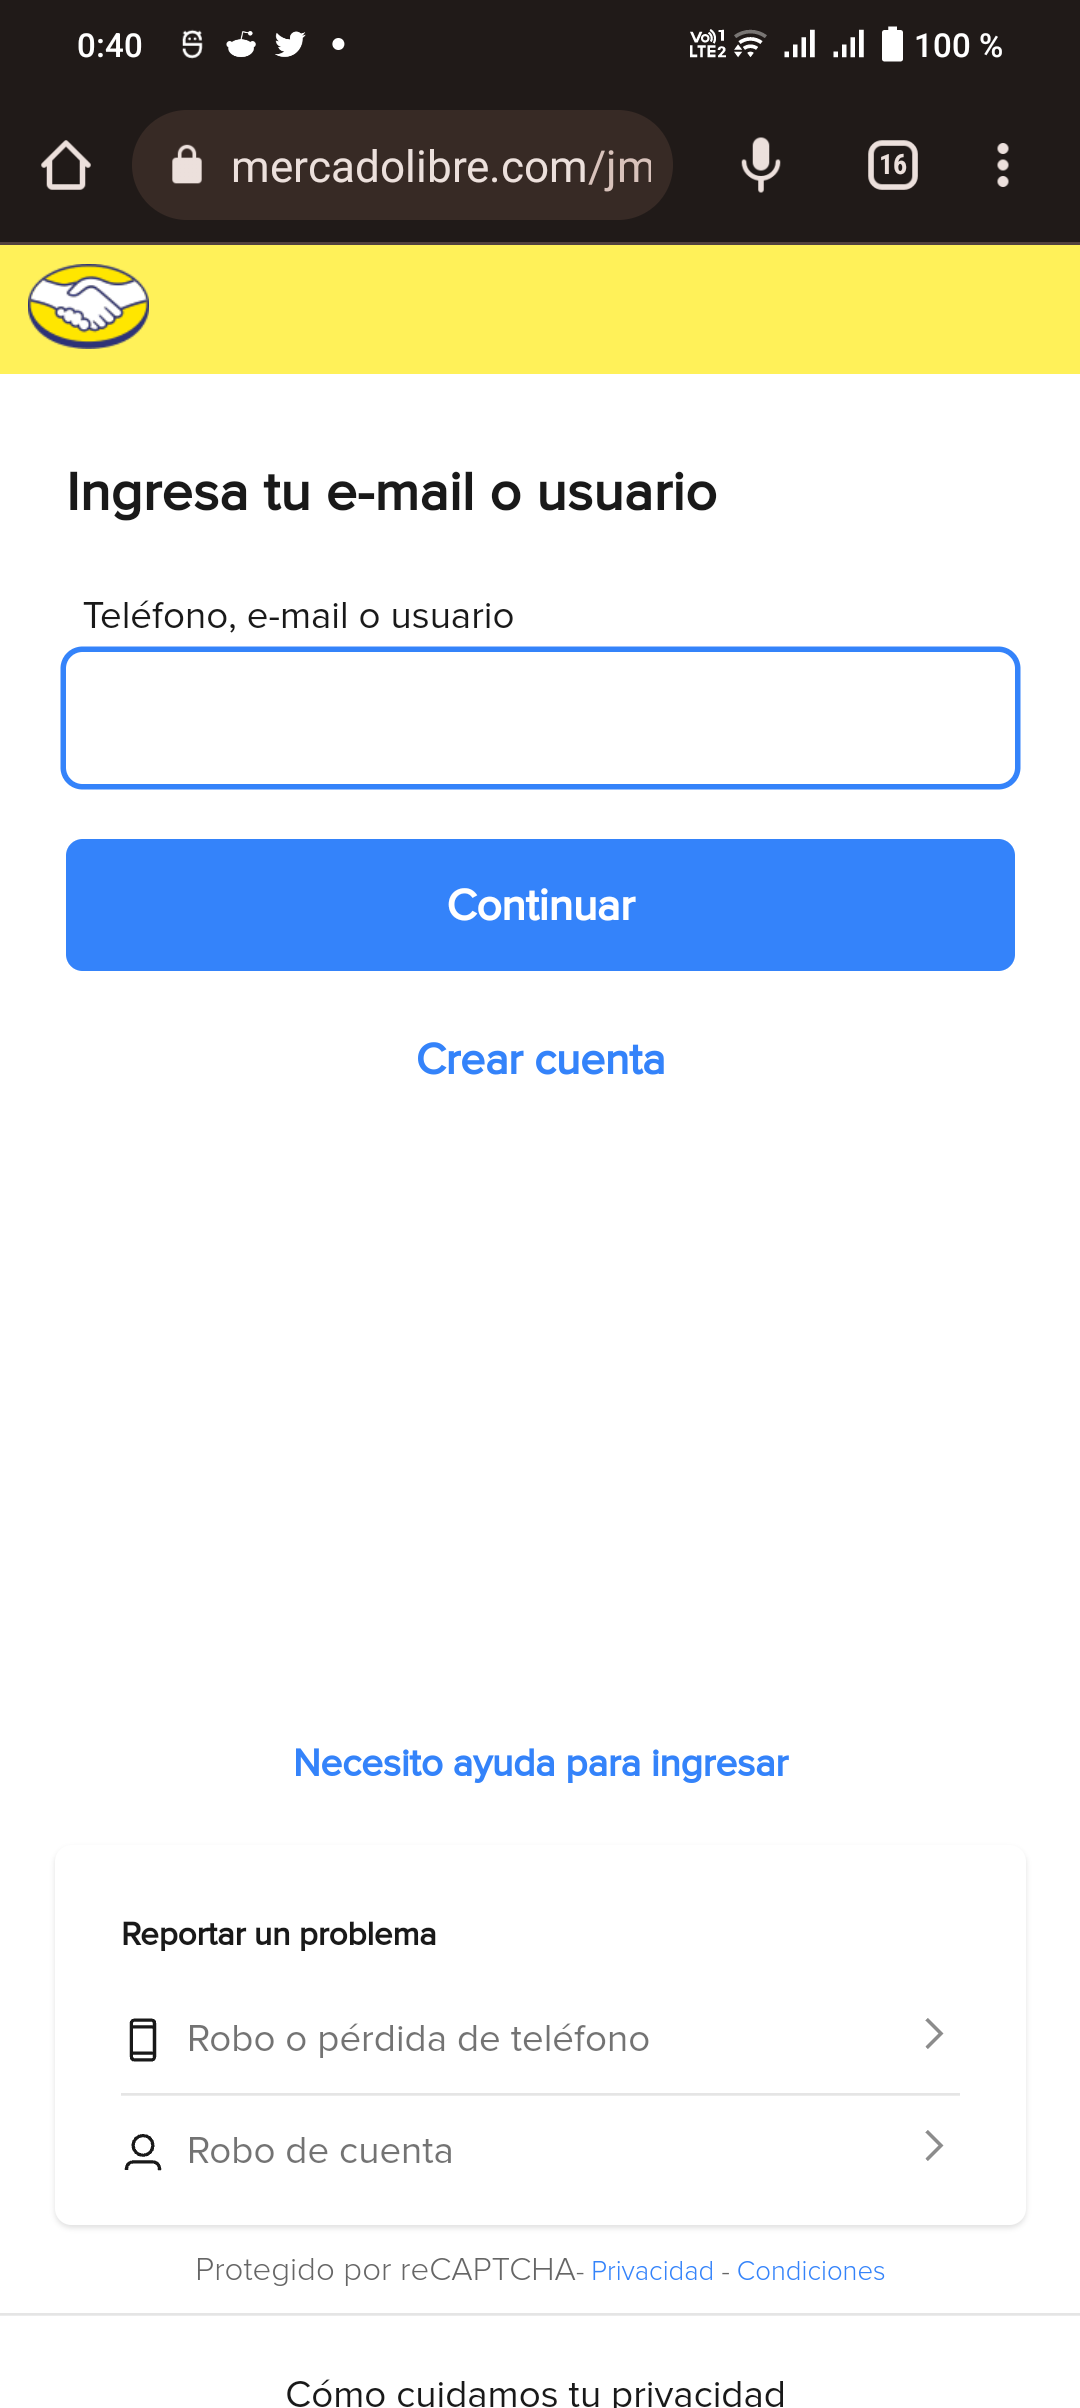 0:40
Vo)) 1
LTE2
100 %
mercadolibre.com/jm
16
Ingresa tu e-mail o usuario
Teléfono, e-mail o usuario
Continuar
Crear cuenta
Necesito ayuda para ingresar
Reportar un problema
Robo o pérdida de teléfono
Robo de cuenta
Protegido por reCAPTCHA- Privacidad - Condiciones
Cómo cuidamos tu privacidad